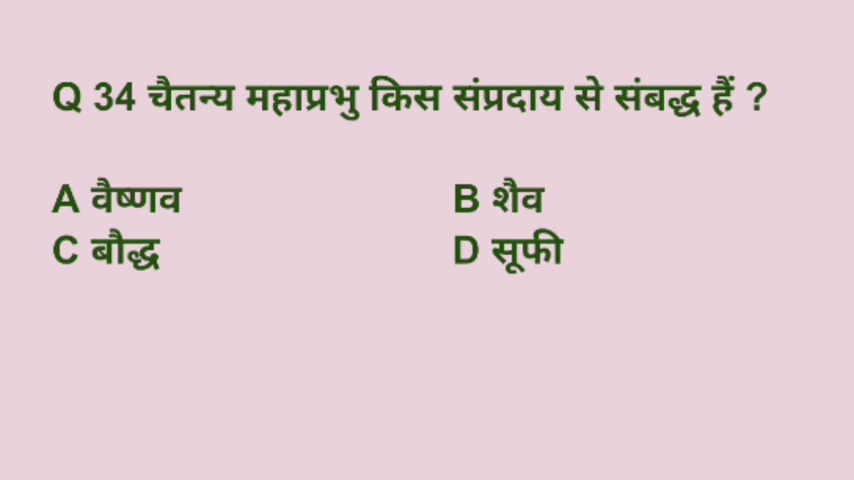 Q 34 चैतन्य महाप्रभु किस संप्रदाय से संबद्ध हैं ?
A वैष्णव B शैव
C बौद्ध D सूफी